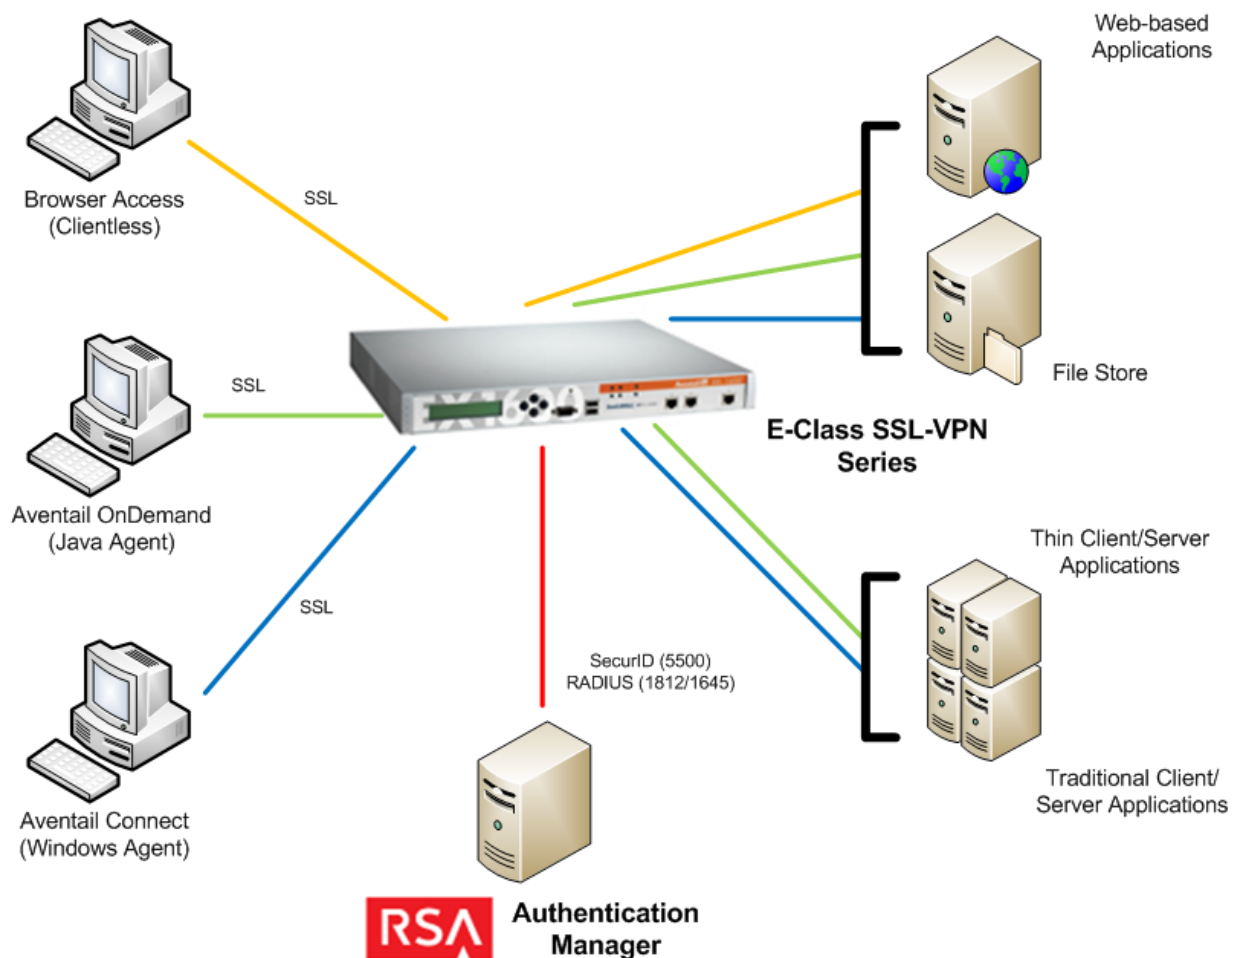 Web-based
Applications
Browser Access
(Clientless)
SSL
File Store
SSL
E-Class SSL-VPN
Series
Aventail OnDemand
(Java Agent)
Thin Client/Server
Applications
SSL
SecurID (5500)
RADIUS (1812/1645)
Traditional Client/
Server Applications
Aventail Connect
(Windows Agent)
RSA
Authentication
Manager